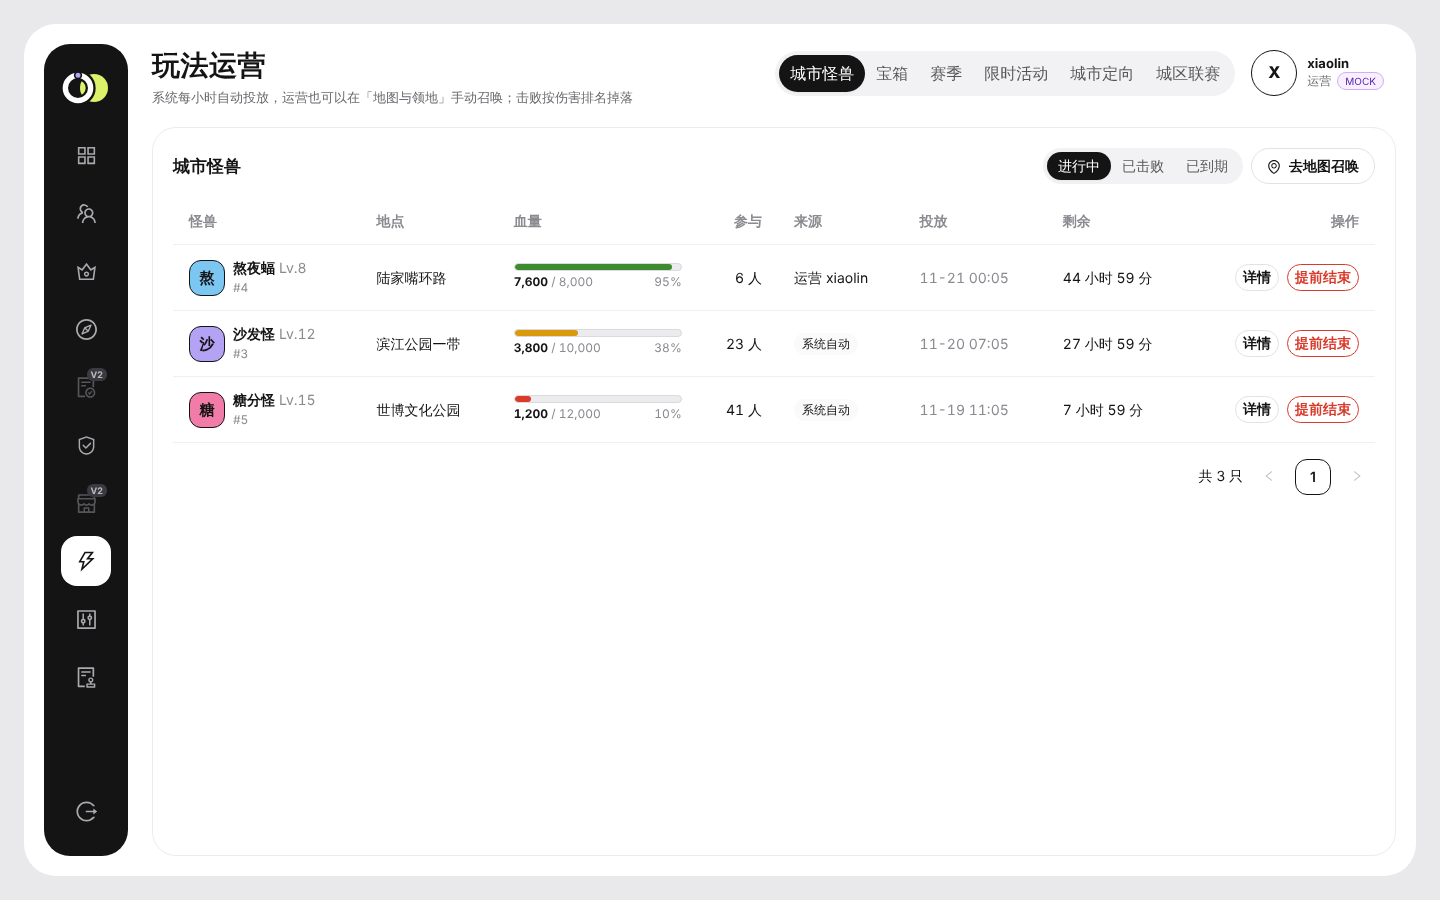 玩法运营
系统每小时自动投放，运营也可以在「地图与领地」手动召唤；击败按伤害排名掉落
城市怪兽 宝箱 赛季 限时活动 城市定向 城区联赛
X
xiaolin
运营 MOCK
V2
V2
城市怪兽
进行中 已击败 已到期
去地图召唤
怪兽 地点 血量 参与 来源 投放 剩余 操作
熬 熬夜蝠 Lv.8 #4 陆家嘴环路 7,600 / 8,000 95% 6 人 运营 xiaolin 11-21 00:05 44 小时 59 分 详情 提前结束
沙 沙发怪 Lv.12 #3 滨江公园一带 3,800 / 10,000 38% 23 人 系统自动 11-20 07:05 27 小时 59 分 详情 提前结束
糖 糖分怪 Lv.15 #5 世博文化公园 1,200 / 12,000 10% 41 人 系统自动 11-19 11:05 7 小时 59 分 详情 提前结束
共 3 只 1